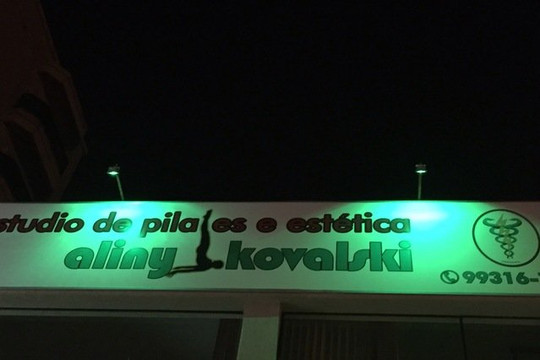 studio de pilates e estética
aliny kovalski
99316-